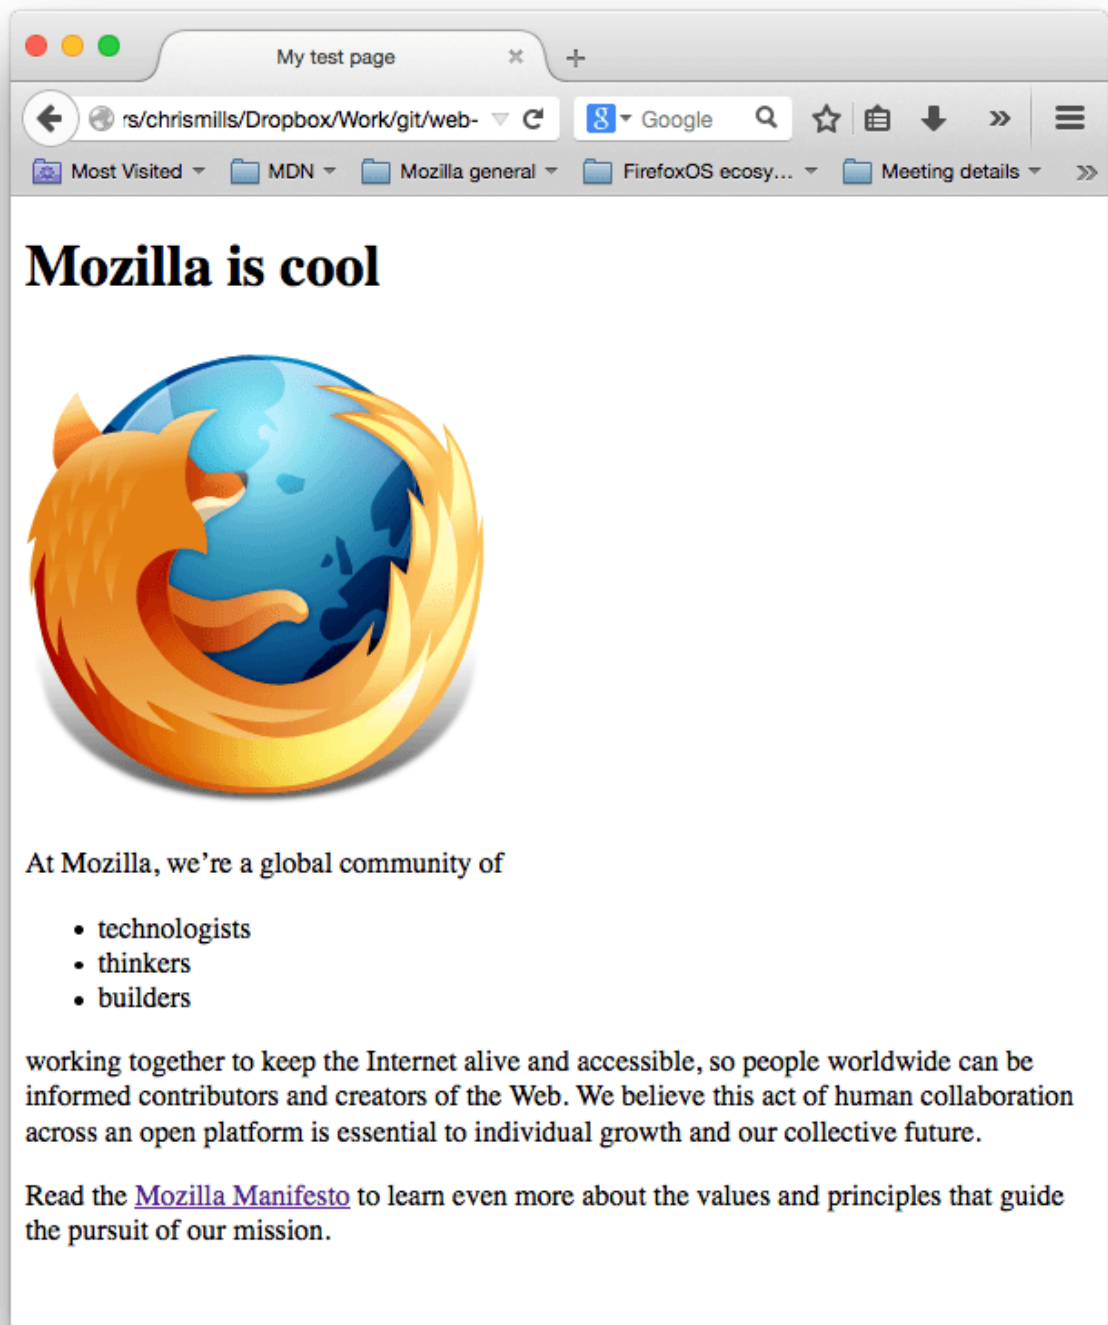 My test page
rs/chrismills/Dropbox/Work/git/web-
8 Google
Most Visited MDN Mozilla general FirefoxOS ecosy... Meeting details
Mozilla is cool
At Mozilla, we’re a global community of
• technologists
• thinkers
• builders
working together to keep the Internet alive and accessible, so people worldwide can be
informed contributors and creators of the Web. We believe this act of human collaboration
across an open platform is essential to individual growth and our collective future.
Read the Mozilla Manifesto to learn even more about the values and principles that guide
the pursuit of our mission.